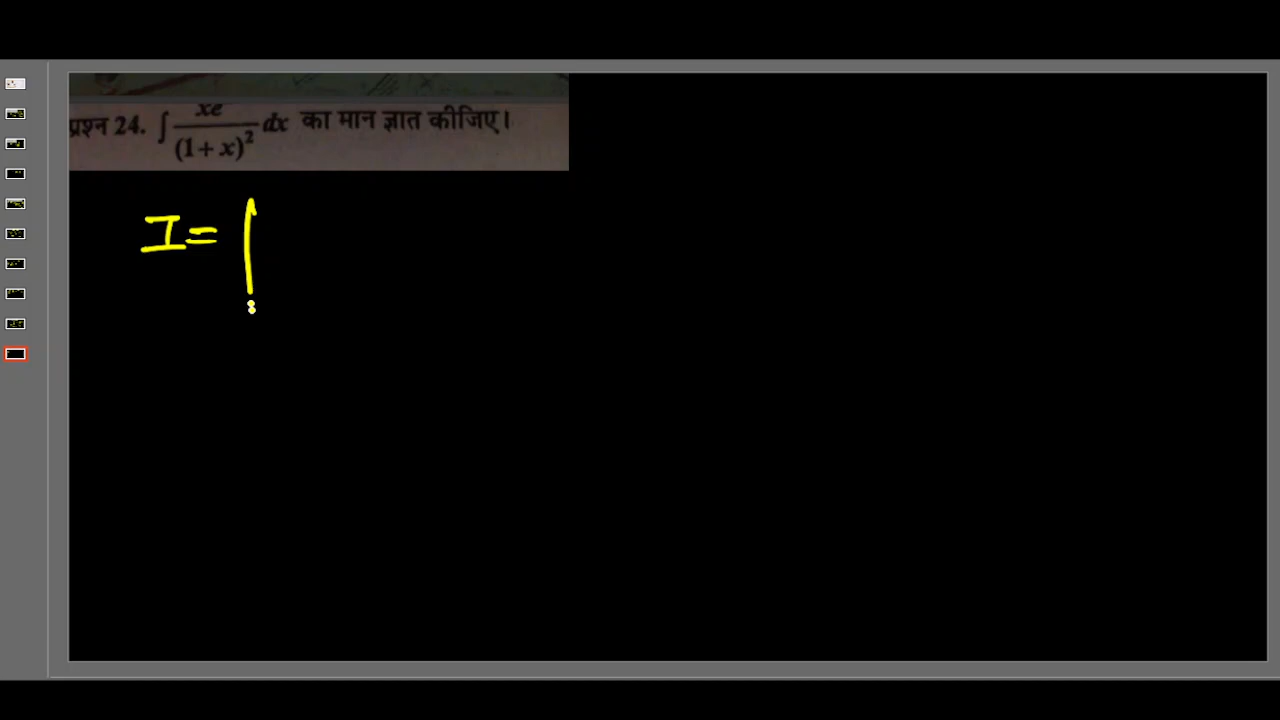 प्रश्न 24. ∫ xe/(1+x)² dx का मान ज्ञात कीजिए।
I =